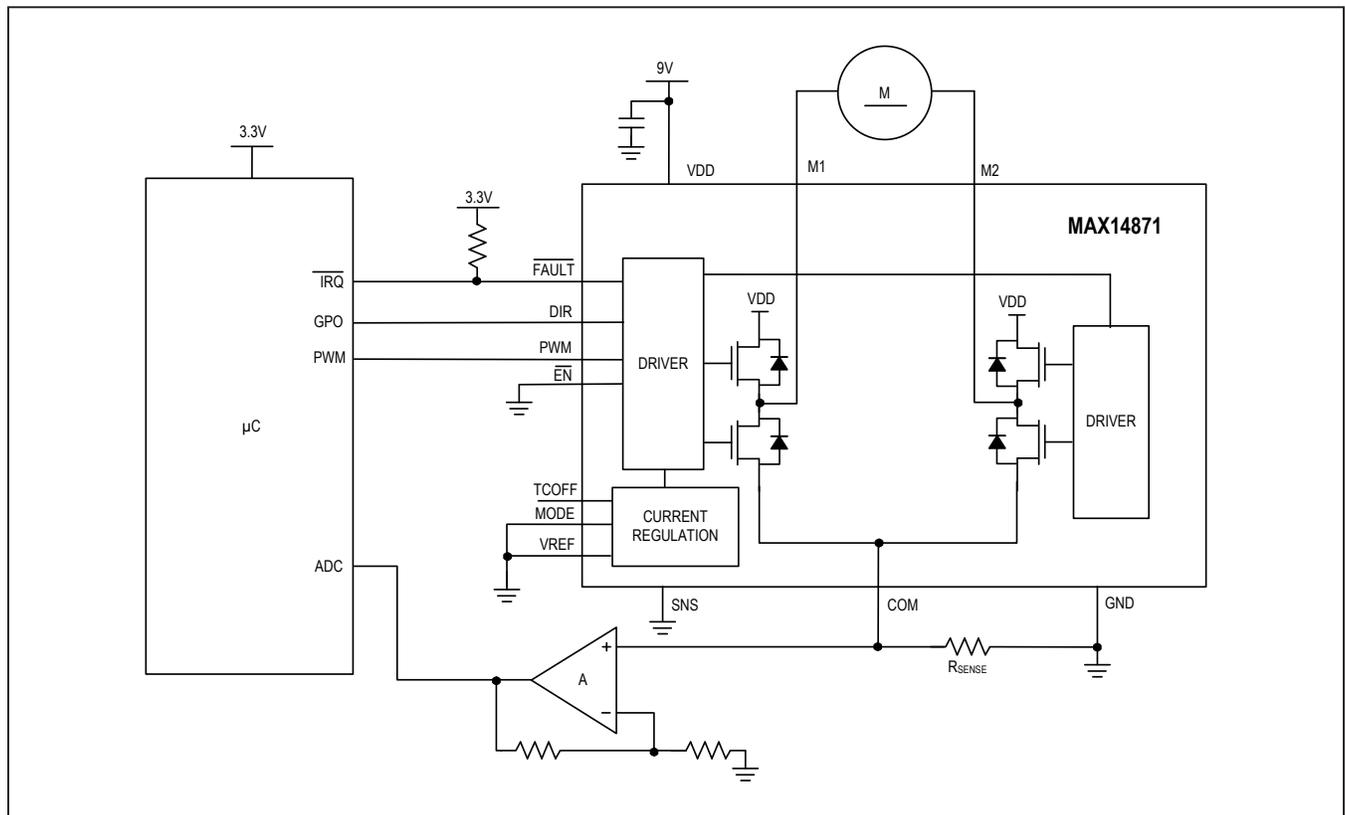 9V
M
3.3V
VDD
M1
M2
3.3V
MAX14871
IRQ
FAULT
GPO
DIR
PWM
PWM
EN
VDD
VDD
DRIVER
DRIVER
µC
TCOFF
MODE
VREF
CURRENT
REGULATION
ADC
SNS
COM
GND
+
A
−
RSENSE